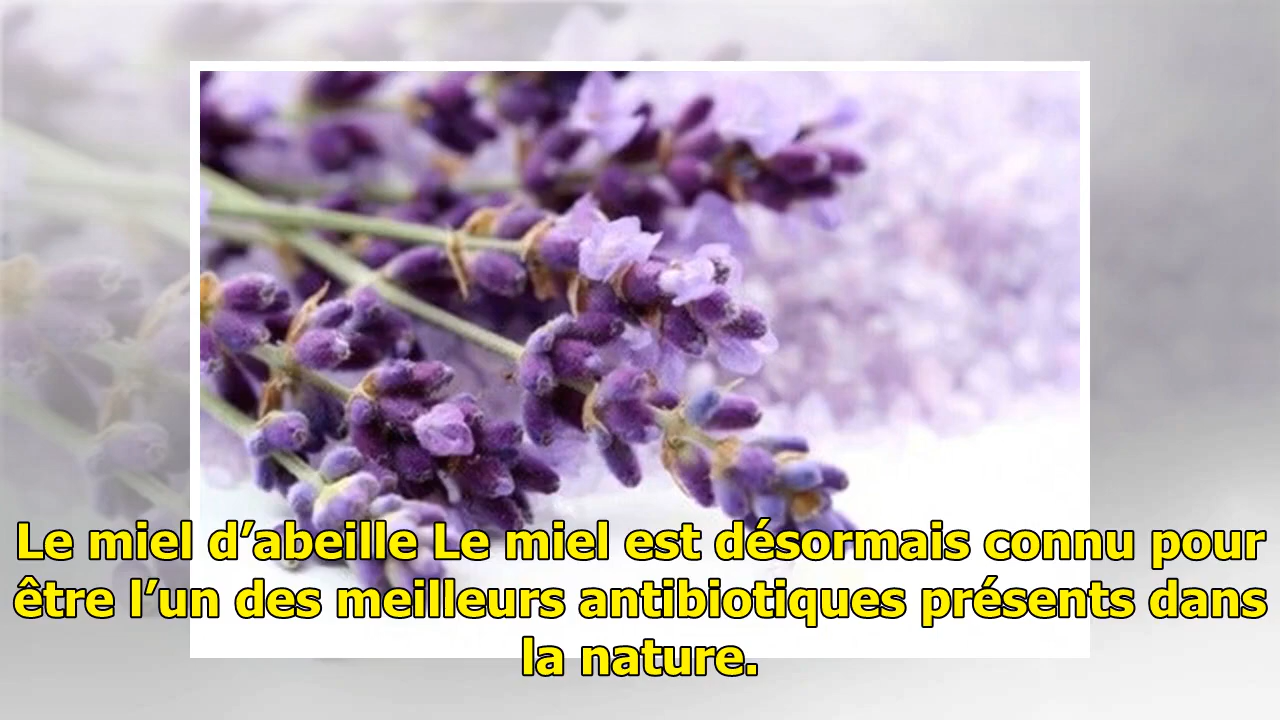 Le miel d’abeille Le miel est désormais connu pour
être l’un des meilleurs antibiotiques présents dans
la nature.